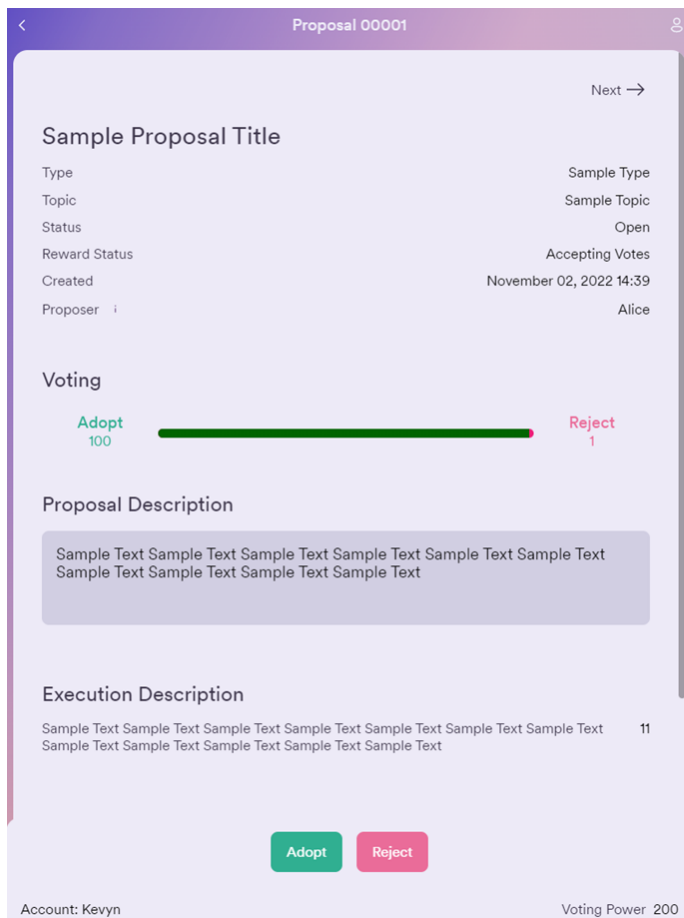 Proposal 00001
Next →
Sample Proposal Title
Type Sample Type
Topic Sample Topic
Status Open
Reward Status Accepting Votes
Created November 02, 2022 14:39
Proposer i Alice
Voting
Adopt Reject
100 1
Proposal Description
Sample Text Sample Text Sample Text Sample Text Sample Text Sample Text
Sample Text Sample Text Sample Text Sample Text
Execution Description
Sample Text Sample Text Sample Text Sample Text Sample Text Sample Text Sample Text 11
Sample Text Sample Text Sample Text Sample Text Sample Text
Adopt Reject
Account: Kevyn Voting Power 200